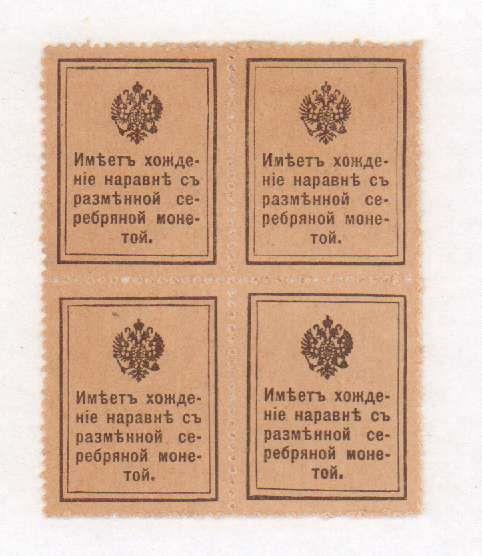 Имѣетъ хожде-
ніе наравнѣ съ
размѣнной се-
ребряной моне-
той.
Имѣетъ хожде-
ніе наравнѣ съ
размѣнной се-
ребряной моне-
той.
Имѣетъ хожде-
ніе наравнѣ съ
размѣнной се-
ребряной моне-
той.
Имѣетъ хожде-
ніе наравнѣ съ
размѣнной се-
ребряной моне-
той.